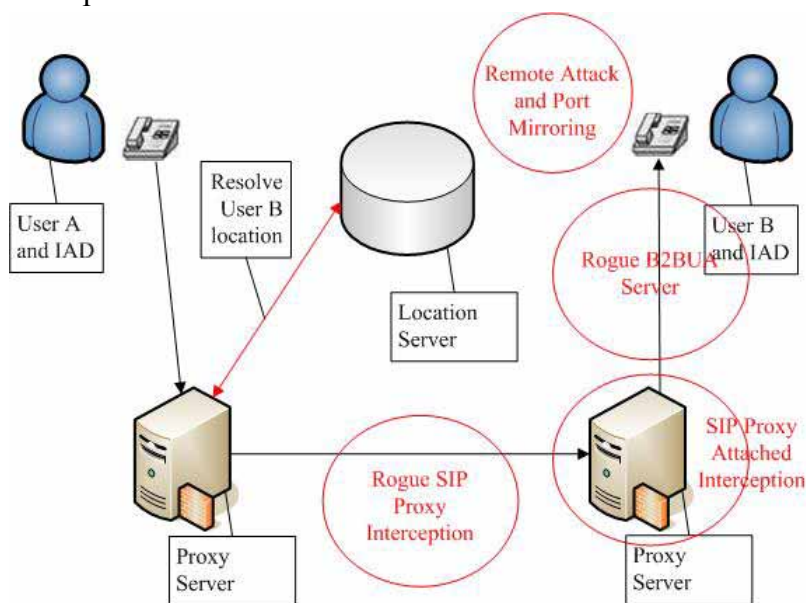 Remote Attack
and Port
Mirroring
Resolve
User B
location
User A
and IAD
User B
and IAD
Rogue B2BUA
Server
Location
Server
SIP Proxy
Attached
Interception
Rogue SIP
Proxy
Interception
Proxy
Server
Proxy
Server